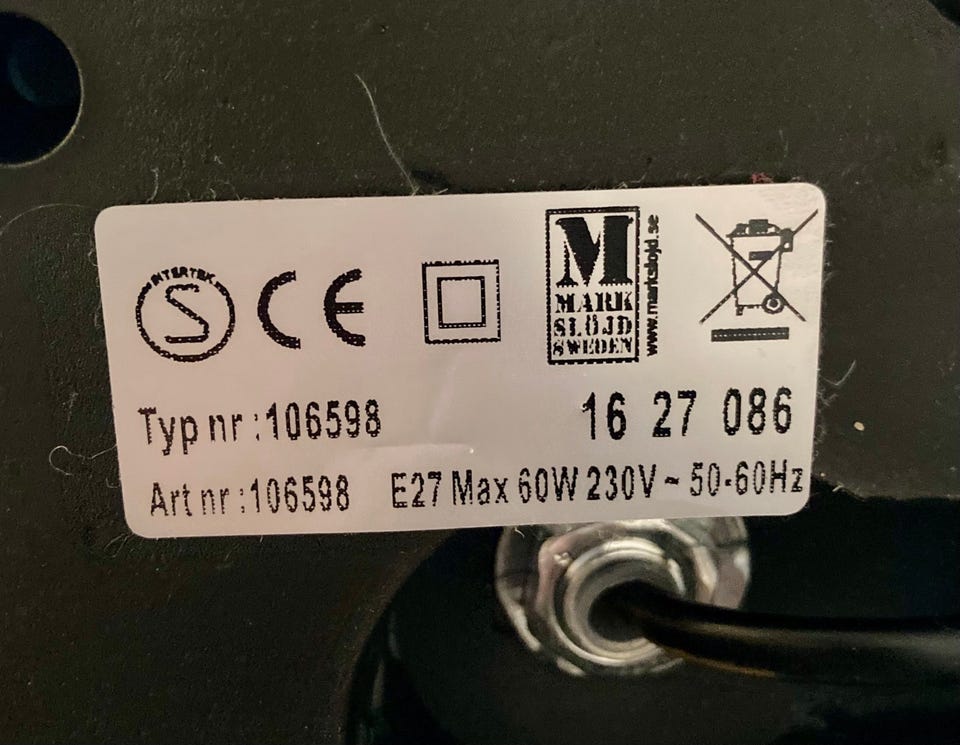 INTERTEK
S
CE
M
MARK
SLÖJD
SWEDEN
www.markslojd.se
Typ nr :106598
16 27 086
Art nr :106598
E27 Max 60W 230V ~ 50-60Hz